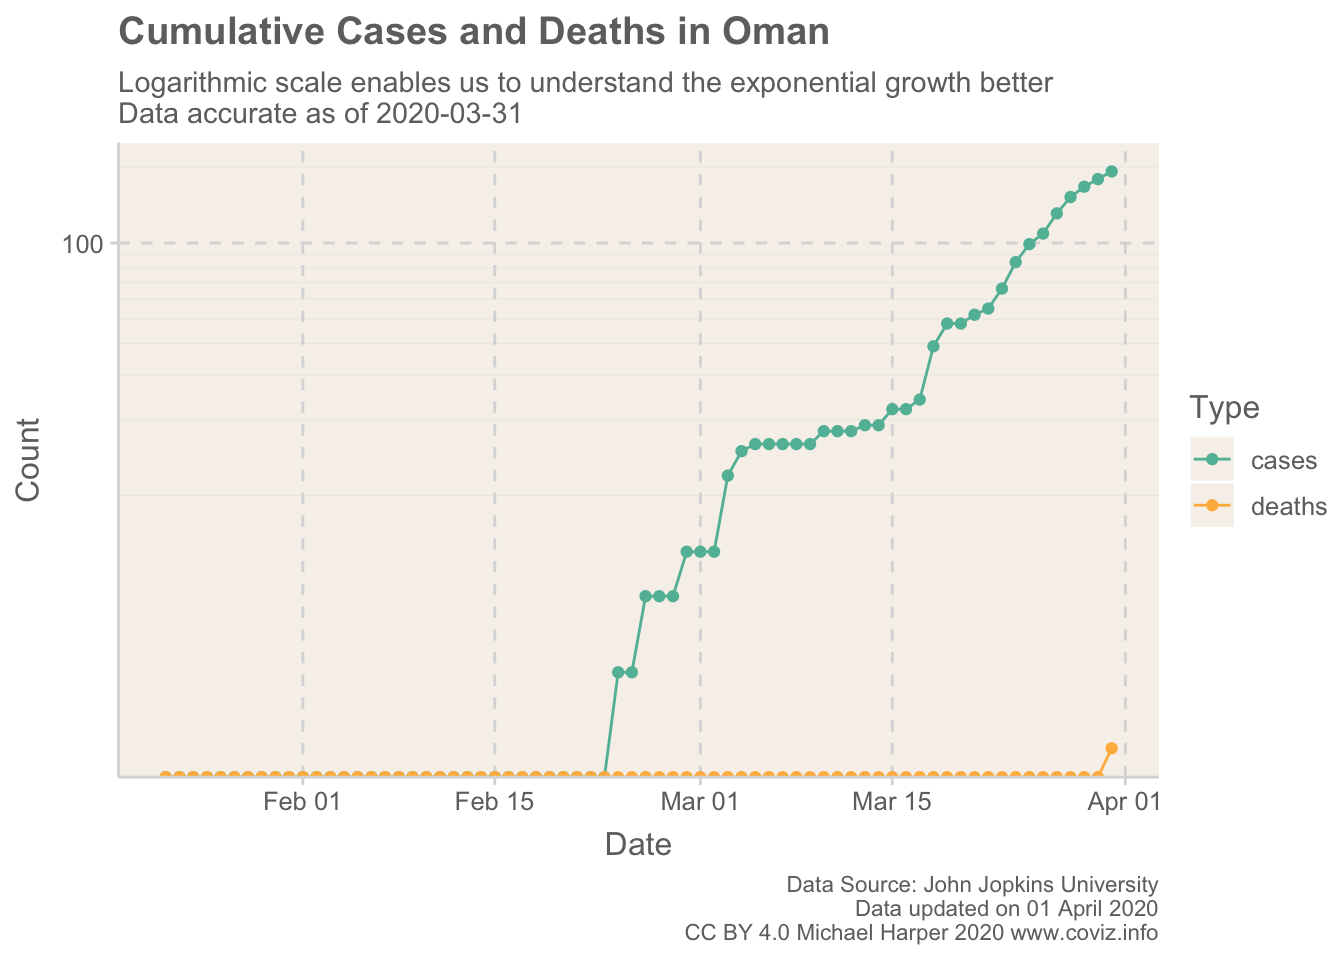 Cumulative Cases and Deaths in Oman
Logarithmic scale enables us to understand the exponential growth better
Data accurate as of 2020-03-31
100
Count
Feb 01
Feb 15
Mar 01
Mar 15
Apr 01
Date
Type
cases
deaths
Data Source: John Jopkins University
Data updated on 01 April 2020
CC BY 4.0 Michael Harper 2020 www.coviz.info